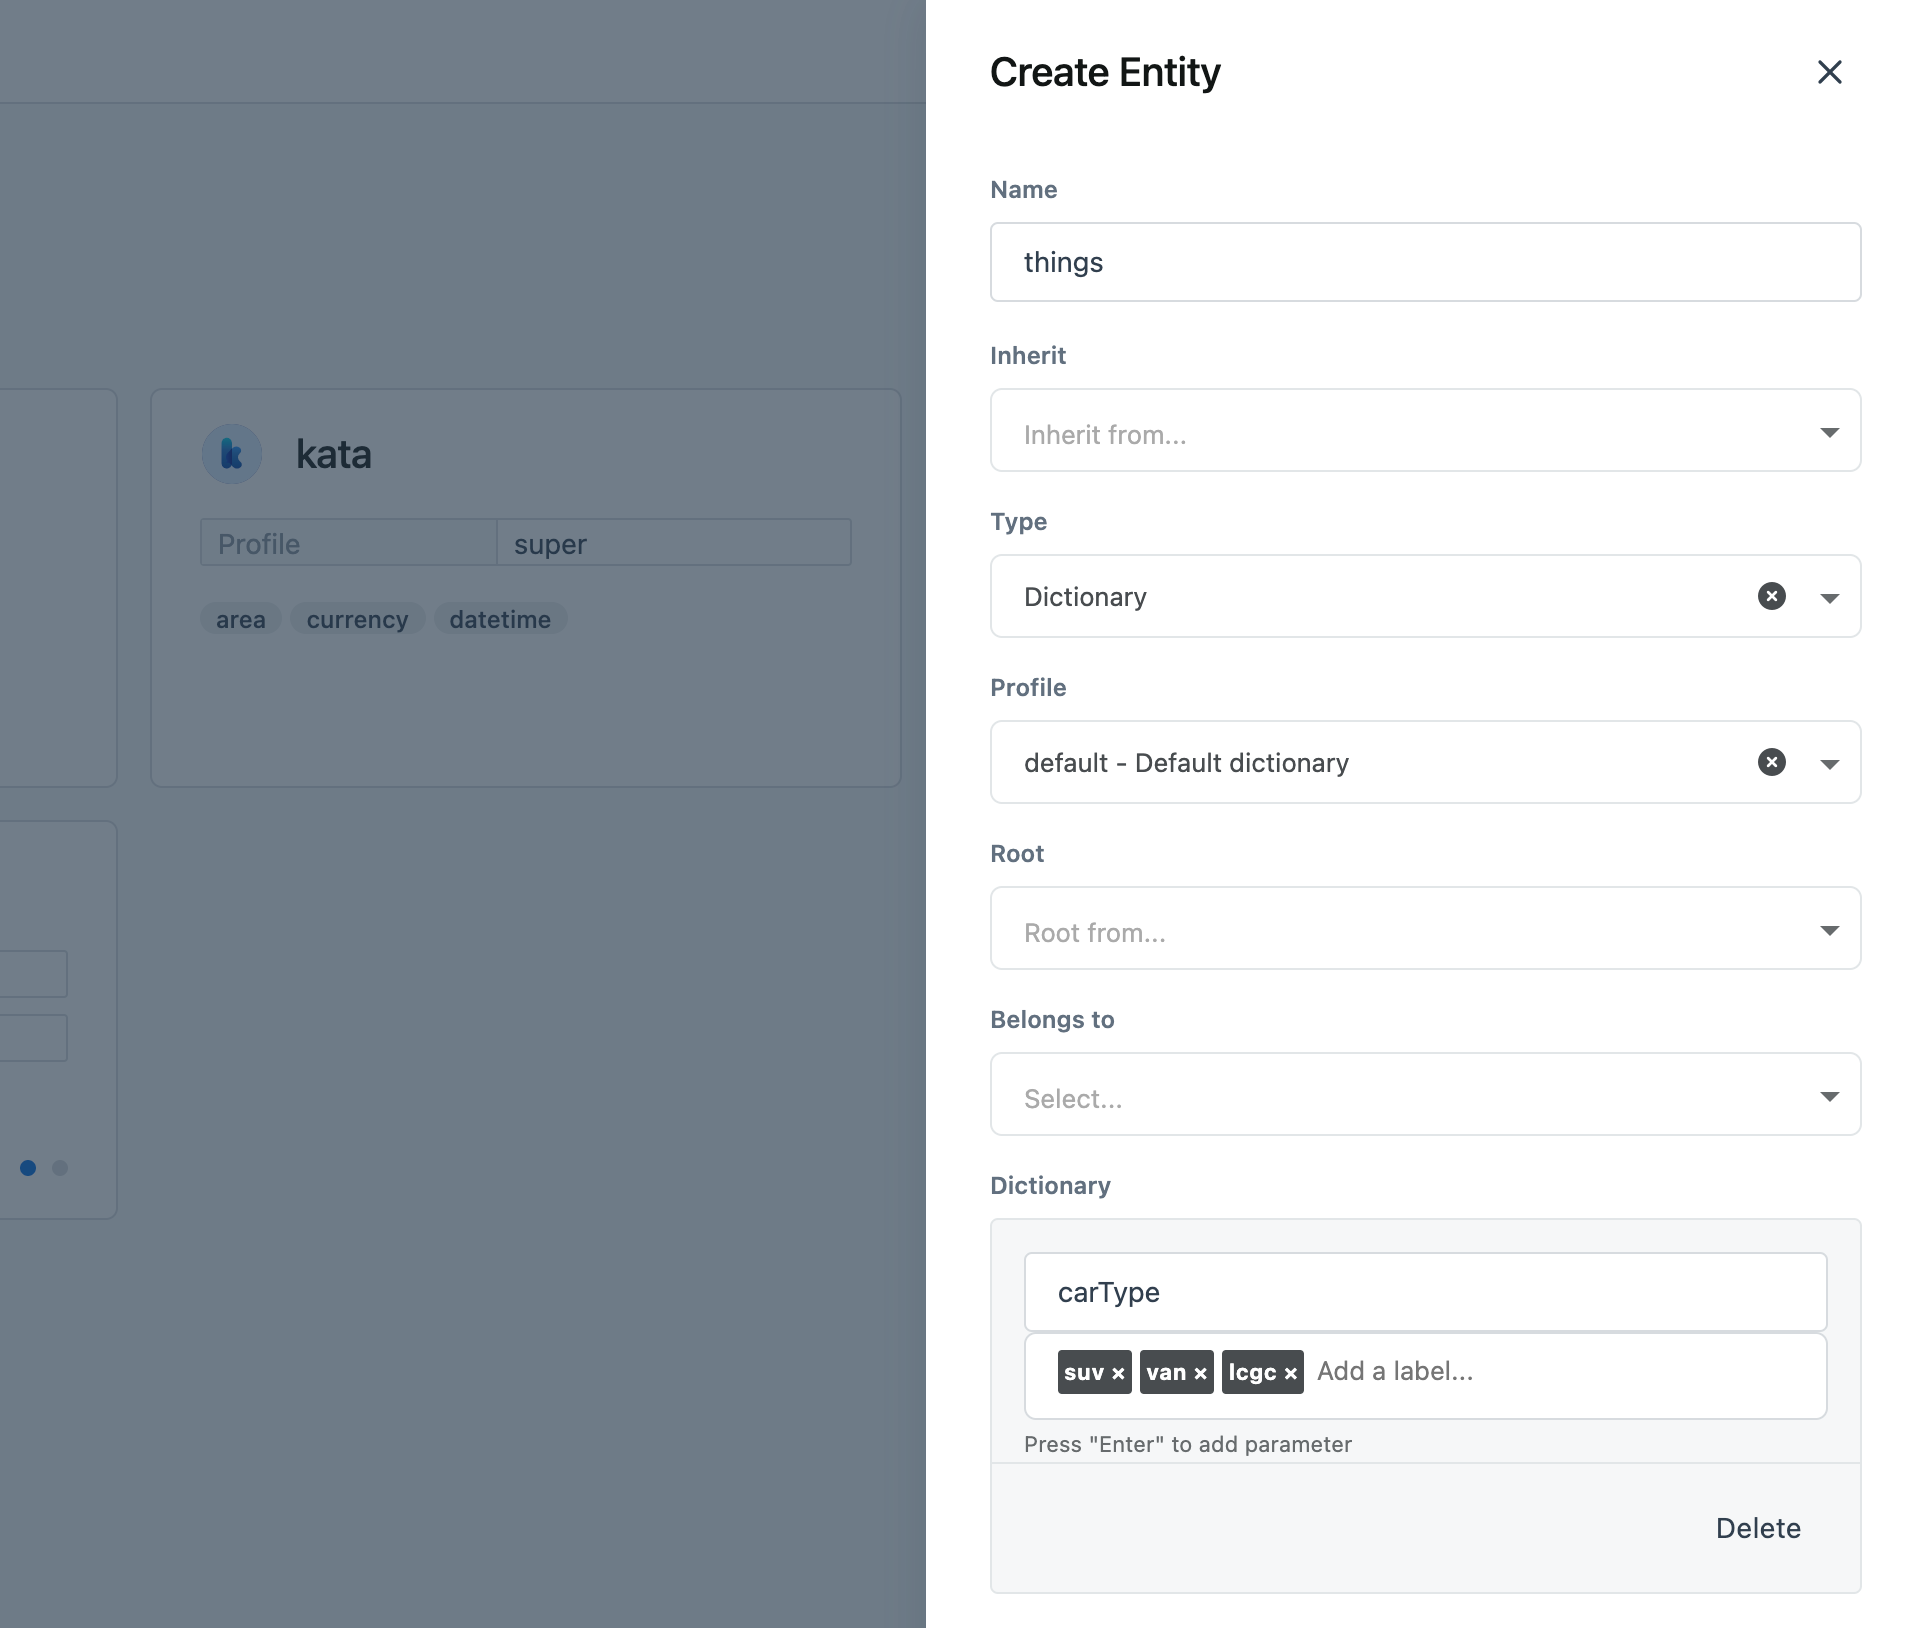 kata
Profile super
area currency datetime
Create Entity
Name
things
Inherit
Inherit from...
Type
Dictionary
Profile
default - Default dictionary
Root
Root from...
Belongs to
Select...
Dictionary
carType
suv × van × lcgc × Add a label...
Press "Enter" to add parameter
Delete